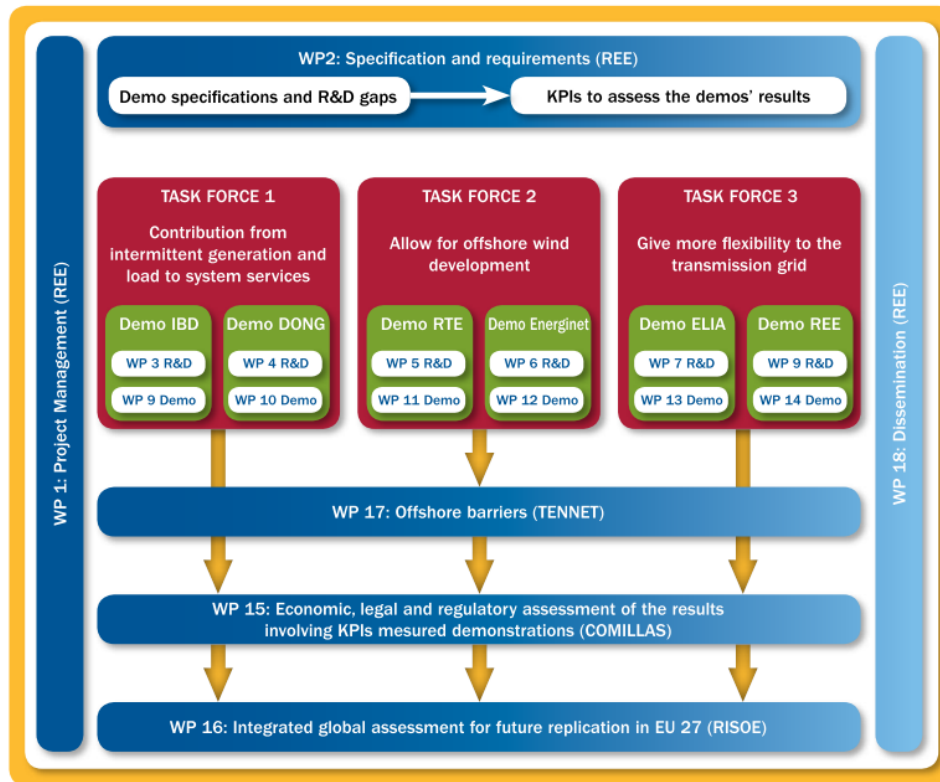 WP 1: Project Management (REE)
WP2: Specification and requirements (REE)
Demo specifications and R&D gaps
KPIs to assess the demos’ results
TASK FORCE 1
Contribution from
intermittent generation and
load to system services
Demo IBD
WP 3 R&D
WP 9 Demo
Demo DONG
WP 4 R&D
WP 10 Demo
TASK FORCE 2
Allow for offshore wind
development
Demo RTE
WP 5 R&D
WP 11 Demo
Demo Energinet
WP 6 R&D
WP 12 Demo
TASK FORCE 3
Give more flexibility to the
transmission grid
Demo ELIA
WP 7 R&D
WP 13 Demo
Demo REE
WP 9 R&D
WP 14 Demo
WP 17: Offshore barriers (TENNET)
WP 15: Economic, legal and regulatory assessment of the results
involving KPIs mesured demonstrations (COMILLAS)
WP 16: Integrated global assessment for future replication in EU 27 (RISOE)
WP 18: Dissemination (REE)